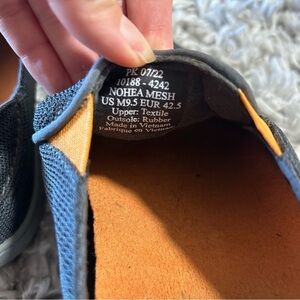 PK 07/22
10188 - 4242
NOHEA MESH
US M9.5 EUR 42.5
Upper: Textile
Outsole: Rubber
Made in Vietnam
Fabriqué en Vietnam